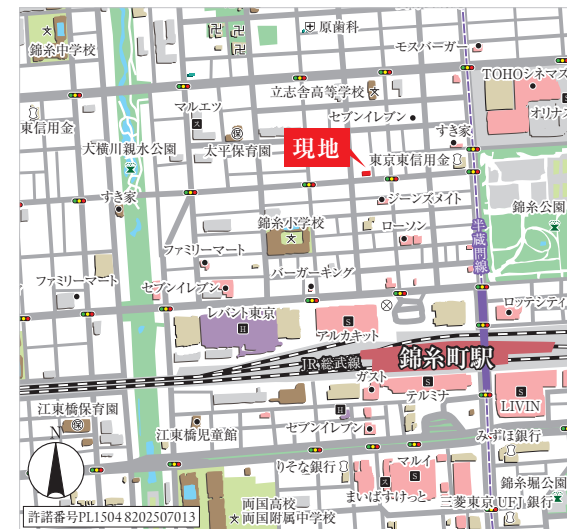 原歯科
錦糸中学校
モスバーガー
TOHOシネマズ
立志舎高等学校
マルエツ
ス
セブンイレブン
オリナス
東信用金
保
すき家
大横川親水公園
太平保育園
現地
東京東信用金
すき家
ジーンズメイト
錦糸公園
錦糸小学校
ローソン
半蔵門線
ファミリーマート
ファミリーマート
バーガーキング
セブンイレブン
ロッテシティ
レバント東京
H
S
アルカキット
JR 総武線
錦糸町駅
ガスト
S
テルミナ
S
LIVIN
江東橋保育園
保
H
セブンイレブン
江東橋児童館
みずほ銀行
N
りそな銀行
マルイ
ス
S
錦糸堀公園
まいばすけっと
三菱東京UFJ銀行
両国高校
両国附属中学校
許諾番号PL1504 8202507013